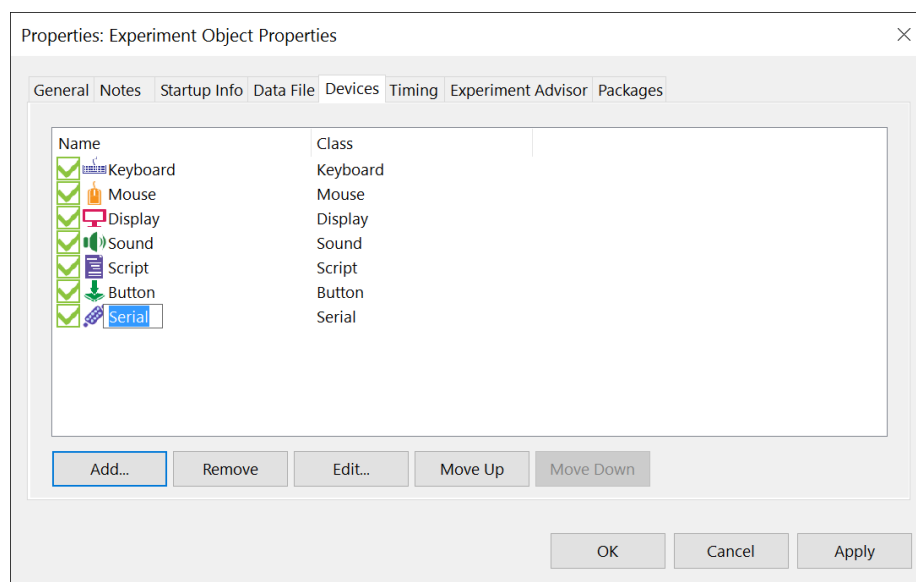 Properties: Experiment Object Properties
General Notes Startup Info Data File Devices Timing Experiment Advisor Packages
Name Class
Keyboard Keyboard
Mouse Mouse
Display Display
Sound Sound
Script Script
Button Button
Serial Serial
Add... Remove Edit... Move Up Move Down
OK Cancel Apply